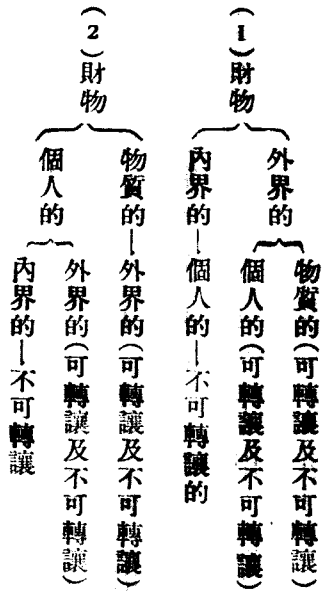 (1)財物
外界的
物質的(可轉讓及不可轉讓)
個人的(可轉讓及不可轉讓)
內界的—個人的—不可轉讓的
(2)財物
物質的—外界的(可轉讓及不可轉讓)
個人的
外界的(可轉讓及不可轉讓)
內界的—不可轉讓